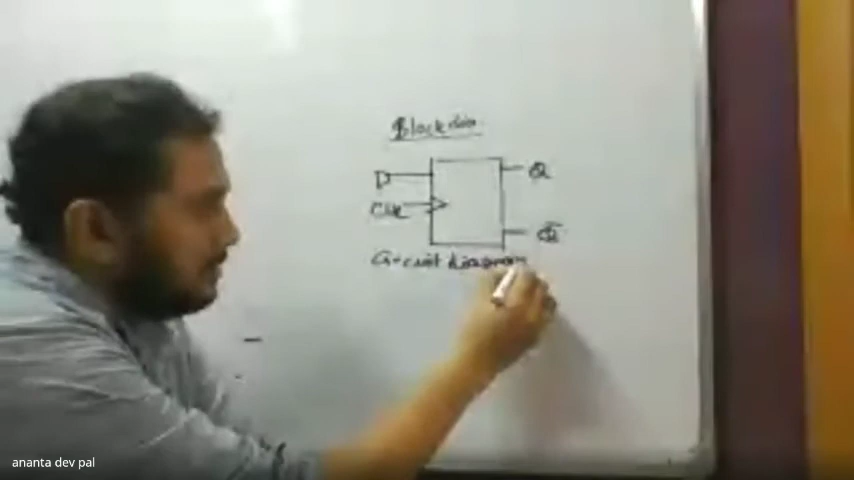 Block dia
D
Q
CLK
Q̅
Circuit diagram
ananta dev pal